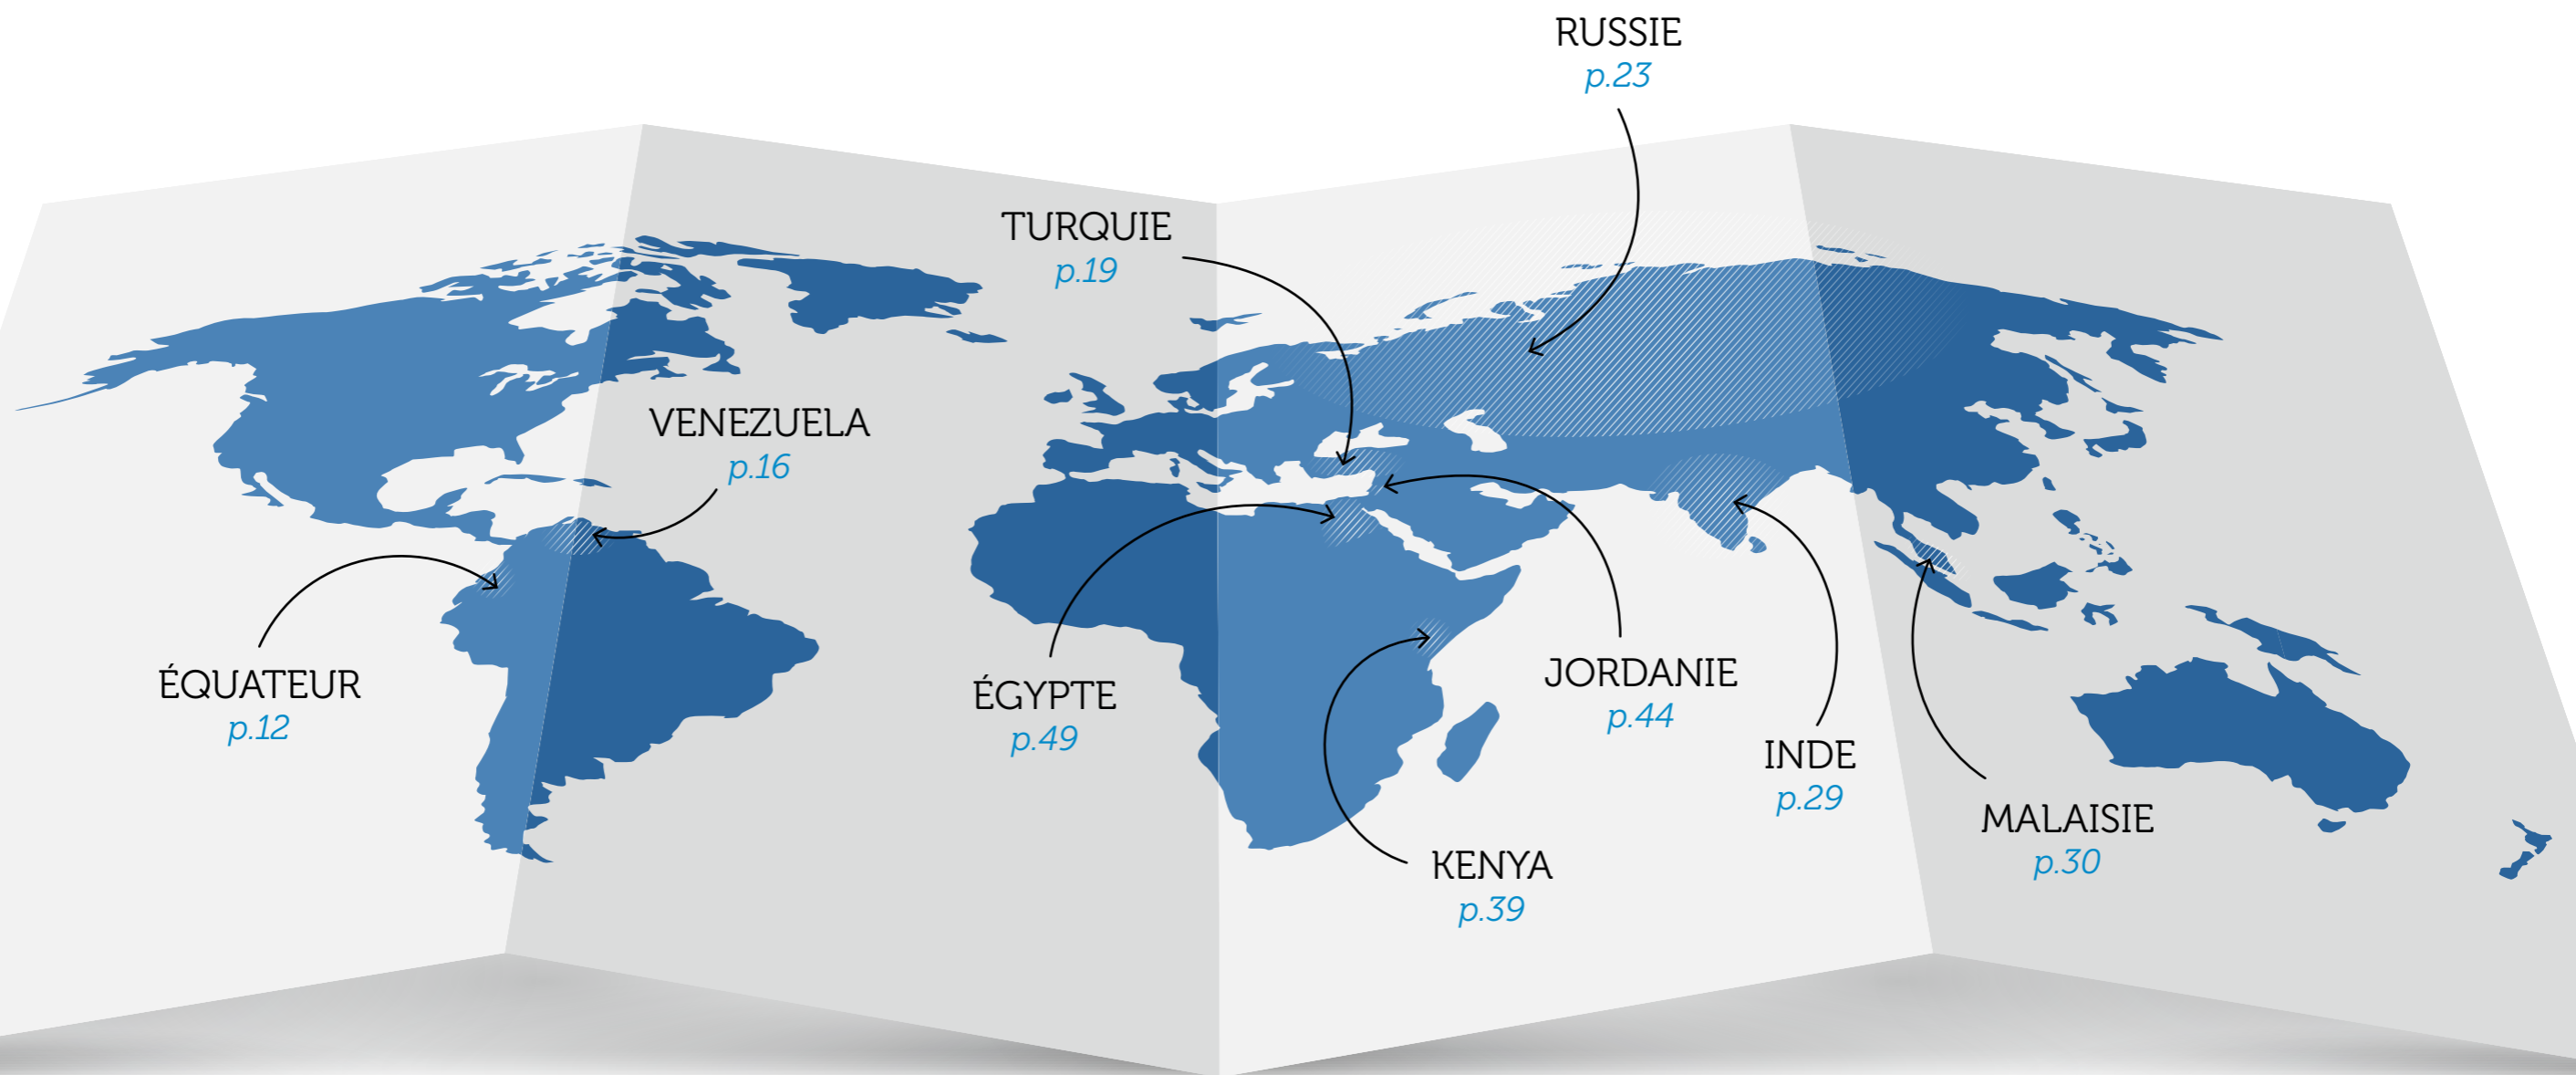 RUSSIE
p.23
TURQUIE
p.19
VENEZUELA
p.16
ÉQUATEUR
p.12
ÉGYPTE
p.49
JORDANIE
p.44
INDE
p.29
MALAISIE
p.30
KENYA
p.39